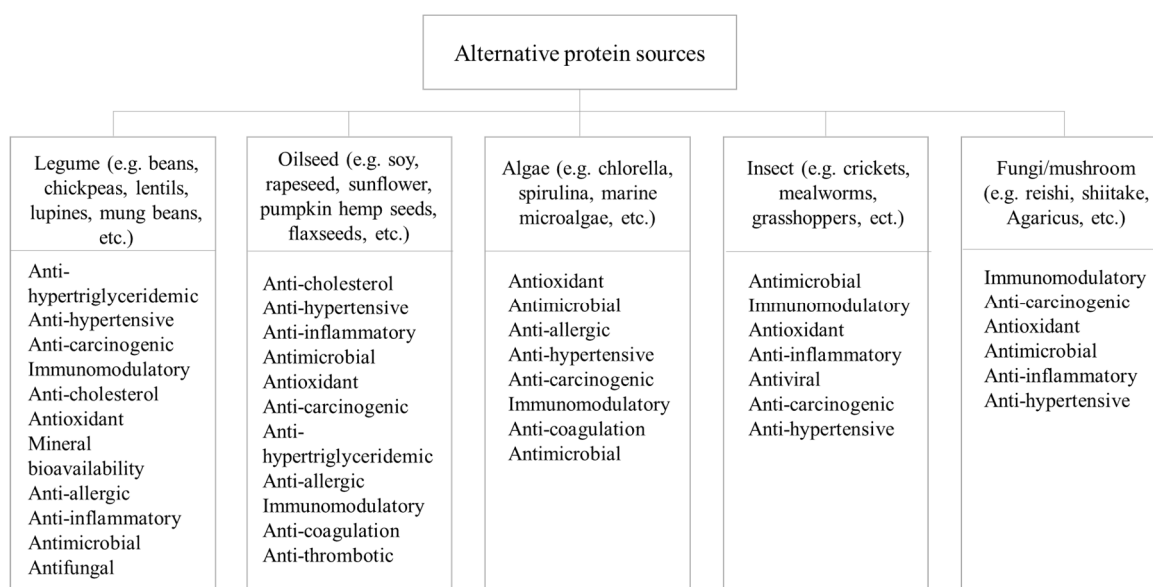 Alternative protein sources
Legume (e.g. beans,
chickpeas, lentils,
lupines, mung beans,
etc.)
Anti-
hypertriglyceridemic
Anti-hypertensive
Anti-carcinogenic
Immunomodulatory
Anti-cholesterol
Antioxidant
Mineral
bioavailability
Anti-allergic
Anti-inflammatory
Antimicrobial
Antifungal
Oilseed (e.g. soy,
rapeseed, sunflower,
pumpkin hemp seeds,
flaxseeds, etc.)
Anti-cholesterol
Anti-hypertensive
Anti-inflammatory
Antimicrobial
Antioxidant
Anti-carcinogenic
Anti-
hypertriglyceridemic
Anti-allergic
Immunomodulatory
Anti-coagulation
Anti-thrombotic
Algae (e.g. chlorella,
spirulina, marine
microalgae, etc.)
Antioxidant
Antimicrobial
Anti-allergic
Anti-hypertensive
Anti-carcinogenic
Immunomodulatory
Anti-coagulation
Antimicrobial
Insect (e.g. crickets,
mealworms,
grasshoppers, ect.)
Antimicrobial
Immunomodulatory
Antioxidant
Anti-inflammatory
Antiviral
Anti-carcinogenic
Anti-hypertensive
Fungi/mushroom
(e.g. reishi, shiitake,
Agaricus, etc.)
Immunomodulatory
Anti-carcinogenic
Antioxidant
Antimicrobial
Anti-inflammatory
Anti-hypertensive